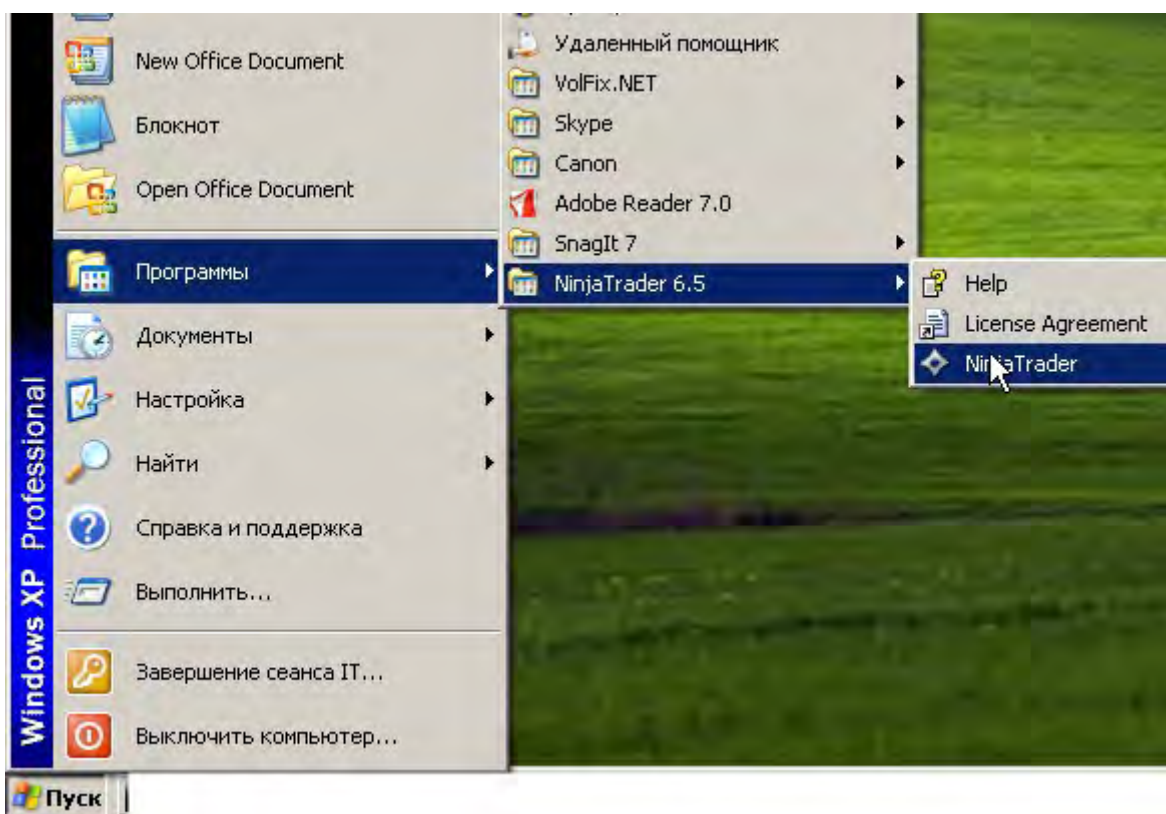 New Office Document
Блокнот
Open Office Document
Программы
Документы
Настройка
Найти
Справка и поддержка
Выполнить...
Завершение сеанса IT...
Выключить компьютер...
Windows XP Professional
Пуск
Удаленный помощник
VolFix.NET
Skype
Canon
Adobe Reader 7.0
SnagIt 7
NinjaTrader 6.5
Help
License Agreement
NinjaTrader